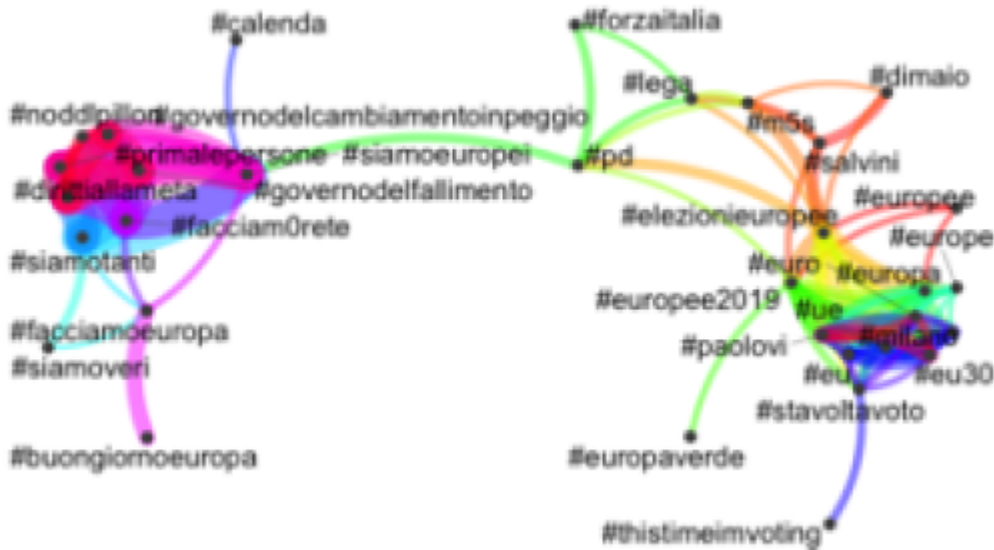 #calenda
#forzaitalia
#lega
#dimaio
#governodelcambiamentoinpeggio
#m5s
#primalepersone
#siamoeuropei
#pd
#salvini
#governodelfallimento
#europee
#elezionieuropee
#facciam0rete
#europe
#siamotanti
#euro
#europa
#europee2019
#ue
#facciamoeuropa
#milano
#paolovi
#siamoveri
#eu30
#stavoltavoto
#buongiornoeuropa
#europaverde
#thistimeimvoting